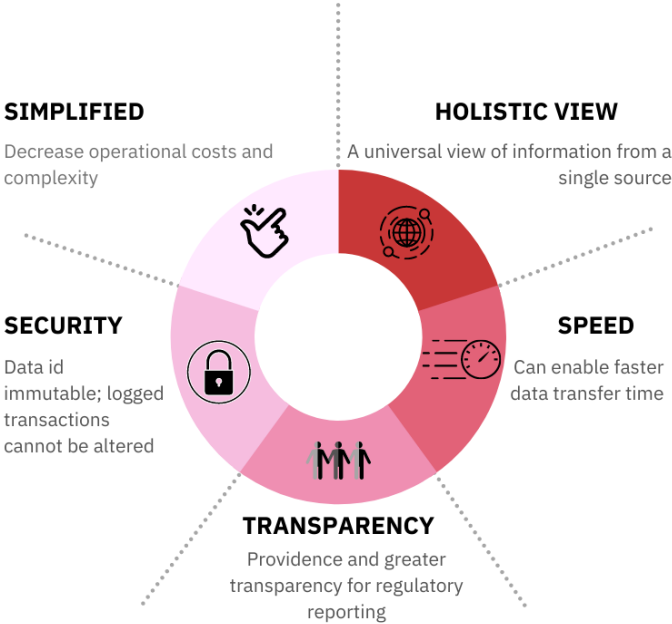 SIMPLIFIED
Decrease operational costs and
complexity
HOLISTIC VIEW
A universal view of information from a
single source
SECURITY
Data id
immutable; logged
transactions
cannot be altered
SPEED
Can enable faster
data transfer time
TRANSPARENCY
Providence and greater
transparency for regulatory
reporting